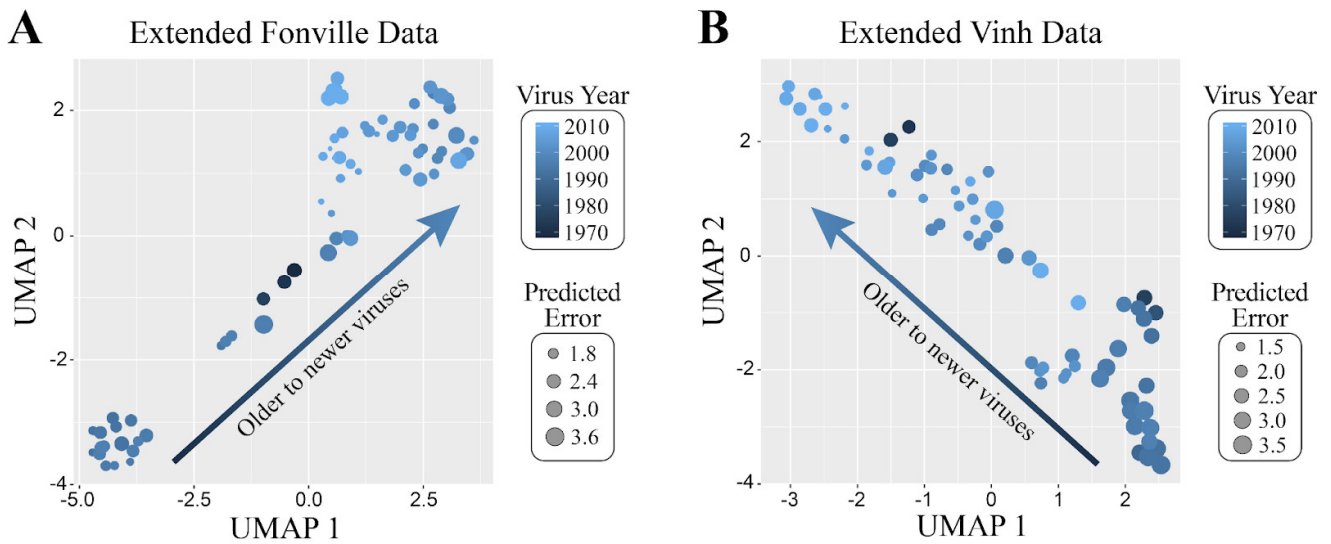 A
Extended Fonville Data
UMAP 2
2
0
-2
-4
-5.0
-2.5
0.0
2.5
UMAP 1
Older to newer viruses
Virus Year
2010
2000
1990
1980
1970
Predicted
Error
1.8
2.4
3.0
3.6
B
Extended Vinh Data
UMAP 2
2
0
-2
-4
-3
-2
-1
0
1
2
UMAP 1
Older to newer viruses
Virus Year
2010
2000
1990
1980
1970
Predicted
Error
1.5
2.0
2.5
3.0
3.5